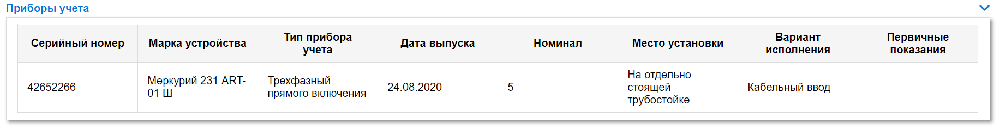 Приборы учета
Серийный номер
Марка устройства
Тип прибора
учета
Дата выпуска
Номинал
Место установки
Вариант
исполнения
Первичные
показания
42652266
Меркурий 231 ART-
01 Ш
Трехфазный
прямого включения
24.08.2020
5
На отдельно
стоящей
трубостойке
Кабельный ввод